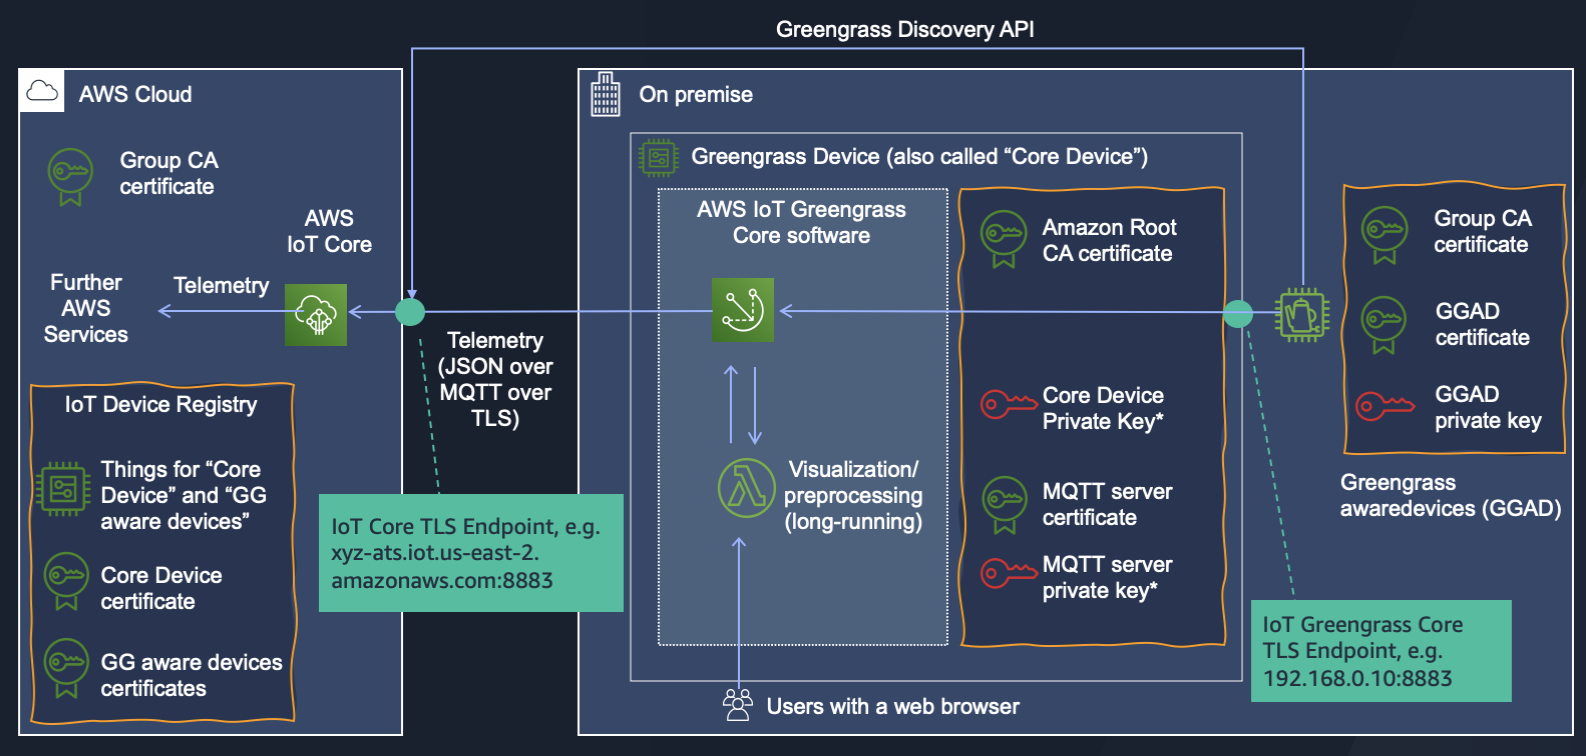 Greengrass Discovery API
AWS Cloud
Group CA
certificate
AWS
IoT Core
Further
AWS
Services
Telemetry
Telemetry
(JSON over
MQTT over
TLS)
IoT Device Registry
Things for “Core
Device” and “GG
aware devices”
Core Device
certificate
GG aware devices
certificates
IoT Core TLS Endpoint, e.g.
xyz-ats.iot.us-east-2.
amazonaws.com:8883
On premise
Greengrass Device (also called “Core Device”)
AWS IoT Greengrass
Core software
Visualization/
preprocessing
(long-running)
Users with a web browser
Amazon Root
CA certificate
Core Device
Private Key*
MQTT server
certificate
MQTT server
private key*
Group CA
certificate
GGAD
certificate
GGAD
private key
Greengrass
awaredevices (GGAD)
IoT Greengrass Core
TLS Endpoint, e.g.
192.168.0.10:8883